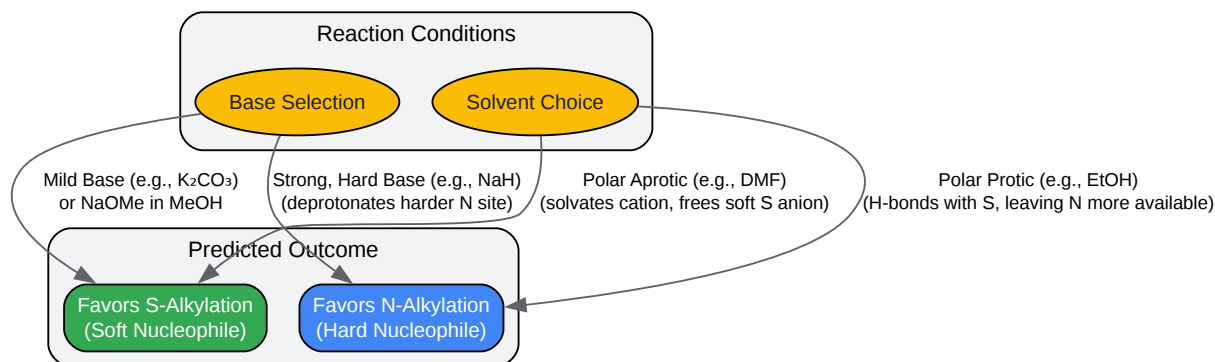 Reaction Conditions
Base Selection
Solvent Choice
Mild Base (e.g., K₂CO₃)
or NaOMe in MeOH
Strong, Hard Base (e.g., NaH)
(deprotonates harder N site)
Polar Aprotic (e.g., DMF)
(solvates cation, frees soft S anion)
Polar Protic (e.g., EtOH)
(H-bonds with S, leaving N more available)
Predicted Outcome
Favors S-Alkylation
(Soft Nucleophile)
Favors N-Alkylation
(Hard Nucleophile)